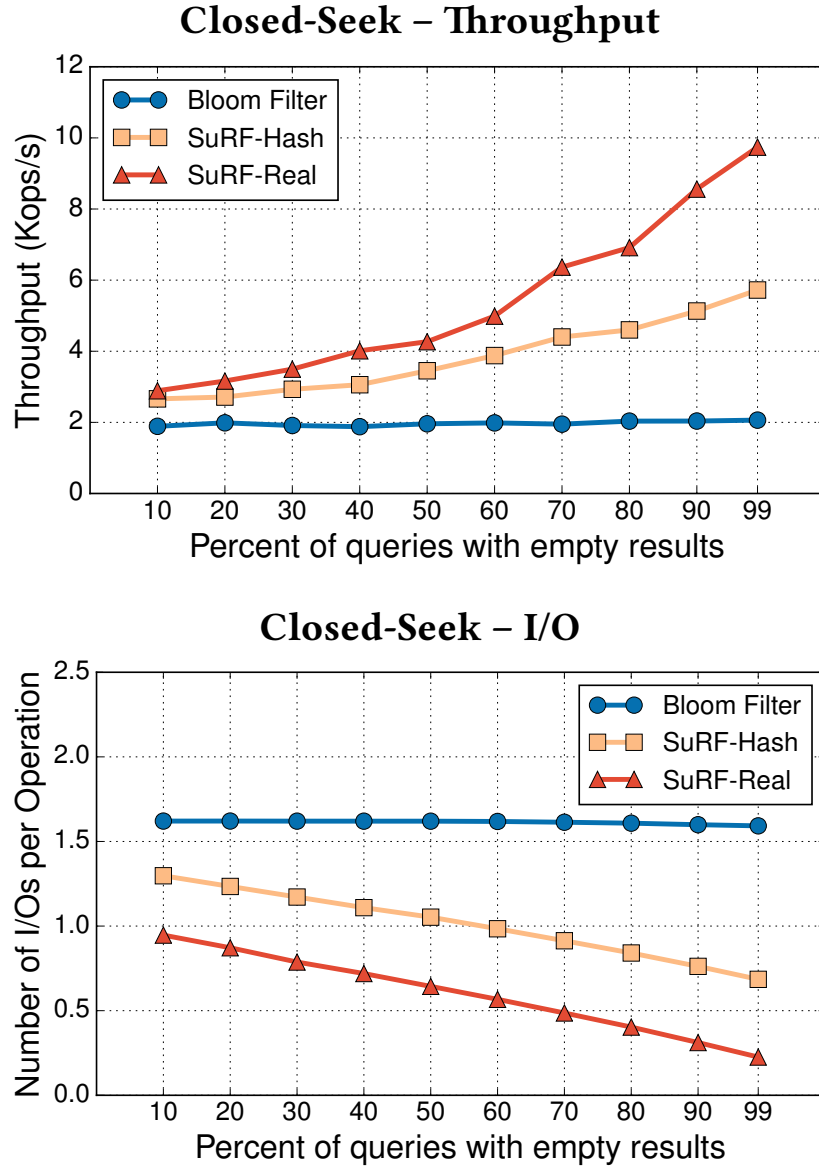 Closed-Seek – Throughput
12
10
8
6
4
2
0
Throughput (Kops/s)
Bloom Filter
SuRF-Hash
SuRF-Real
10 20 30 40 50 60 70 80 90 99
Percent of queries with empty results
Closed-Seek – I/O
2.5
2.0
1.5
1.0
0.5
0.0
Number of I/Os per Operation
Bloom Filter
SuRF-Hash
SuRF-Real
10 20 30 40 50 60 70 80 90 99
Percent of queries with empty results